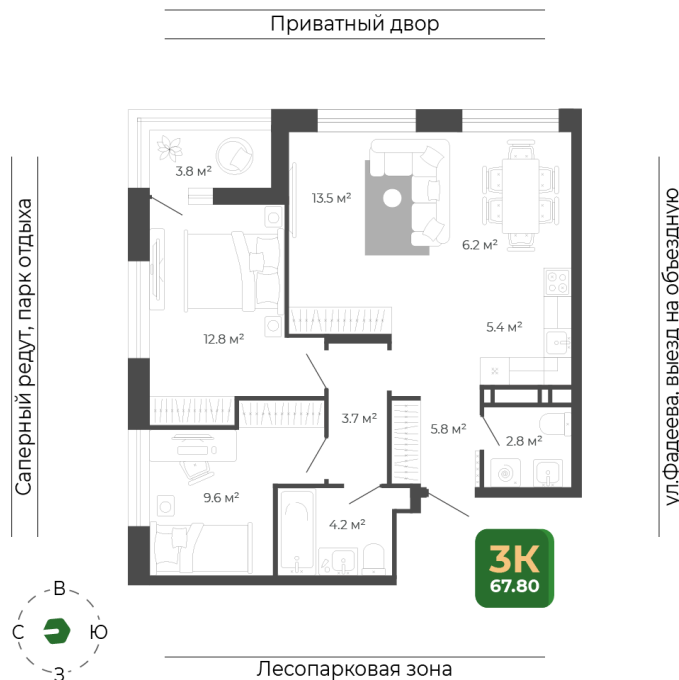 Приватный двор
Саперный редут, парк отдыха
ул.Фадеева, выезд на объездную
3.8 м²
13.5 м²
6.2 м²
12.8 м²
5.4 м²
3.7 м²
5.8 м²
2.8 м²
9.6 м²
4.2 м²
3К
67.80
В
С
Ю
З
Лесопарковая зона